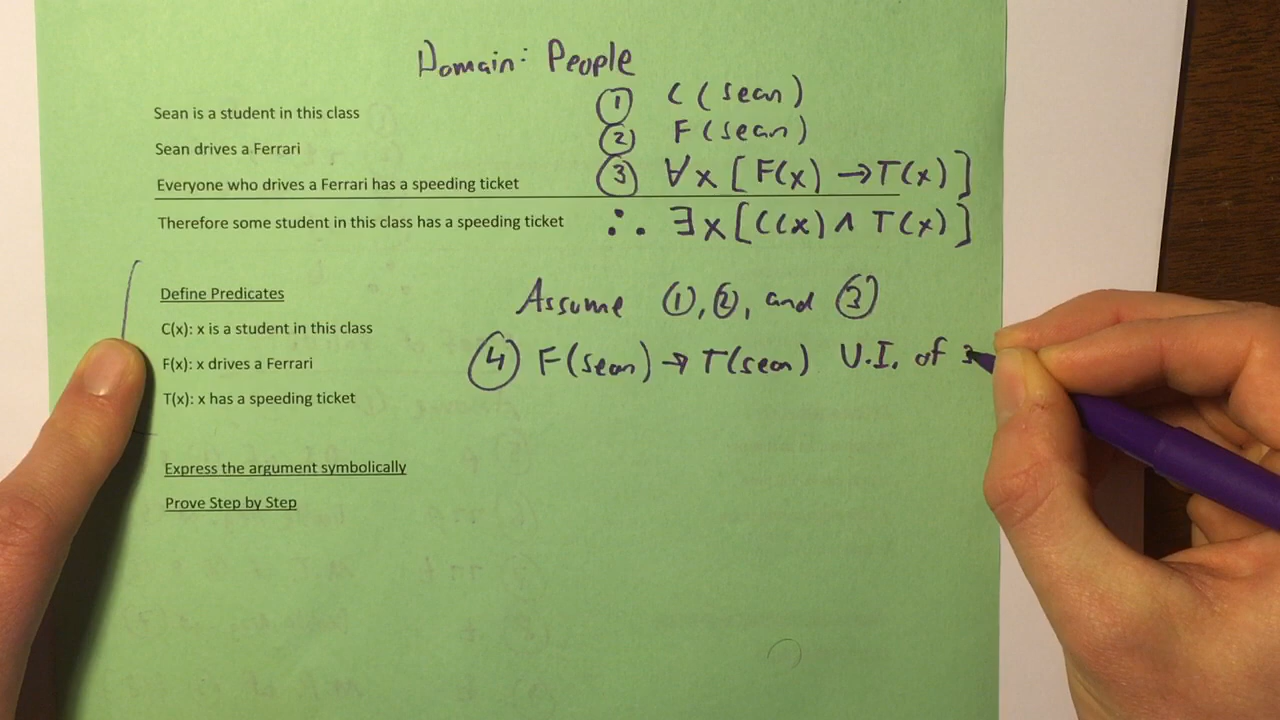 Domain: People
Sean is a student in this class ① C(sean)
Sean drives a Ferrari ② F(sean)
Everyone who drives a Ferrari has a speeding ticket ③ ∀x[F(x) → T(x)]
Therefore some student in this class has a speeding ticket ∴ ∃x[C(x) ∧ T(x)]
Define Predicates
C(x): x is a student in this class
F(x): x drives a Ferrari
T(x): x has a speeding ticket
Express the argument symbolically
Prove Step by Step
Assume ①, ②, and ③
④ F(sean) → T(sean) U.I. of 3